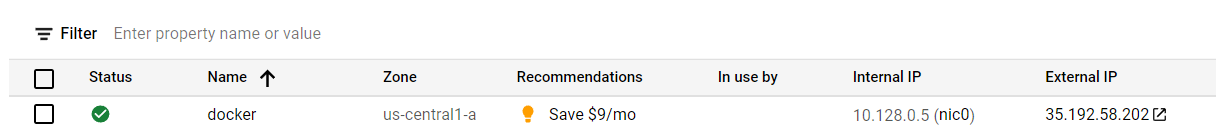 Filter Enter property name or value
Status Name Zone Recommendations In use by Internal IP External IP
docker us-central1-a Save $9/mo 10.128.0.5 (nic0) 35.192.58.202